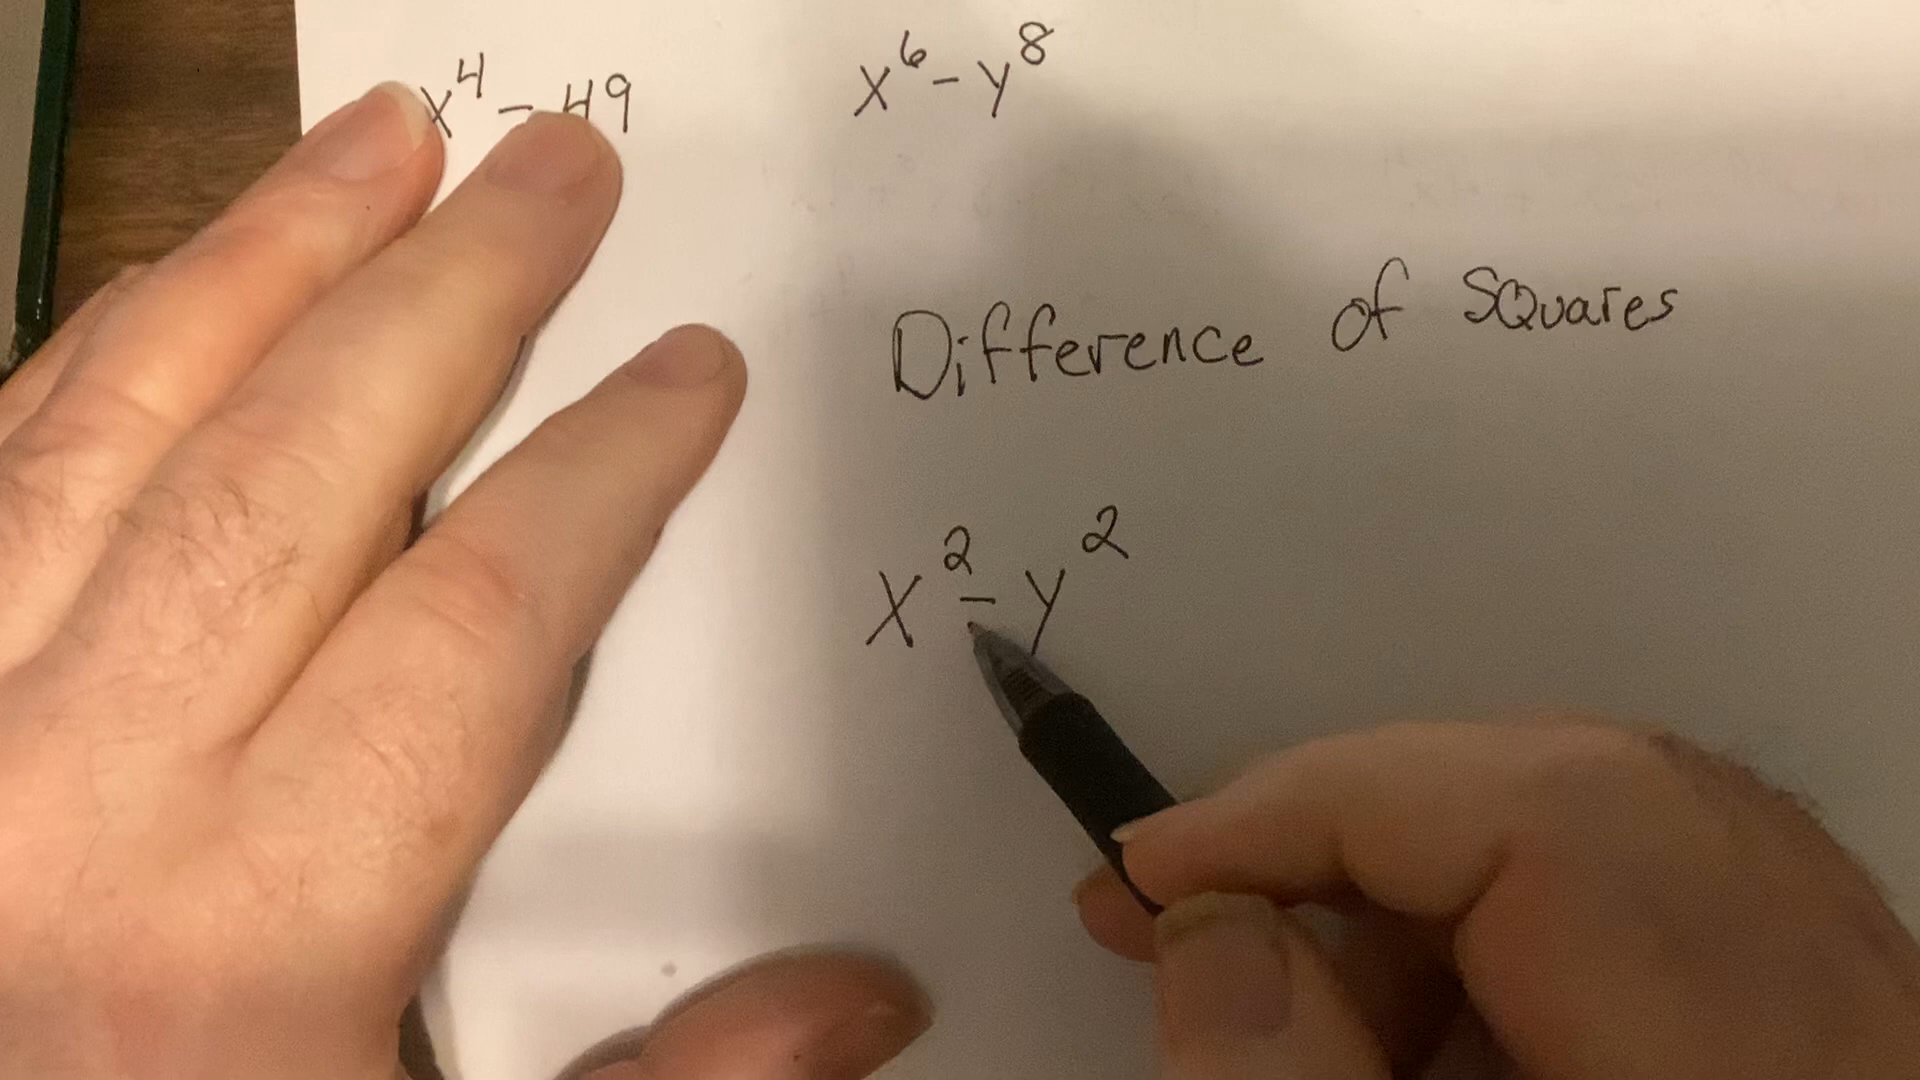 x⁴ - 49
x⁶ - y⁸
Difference of Squares
x² - y²